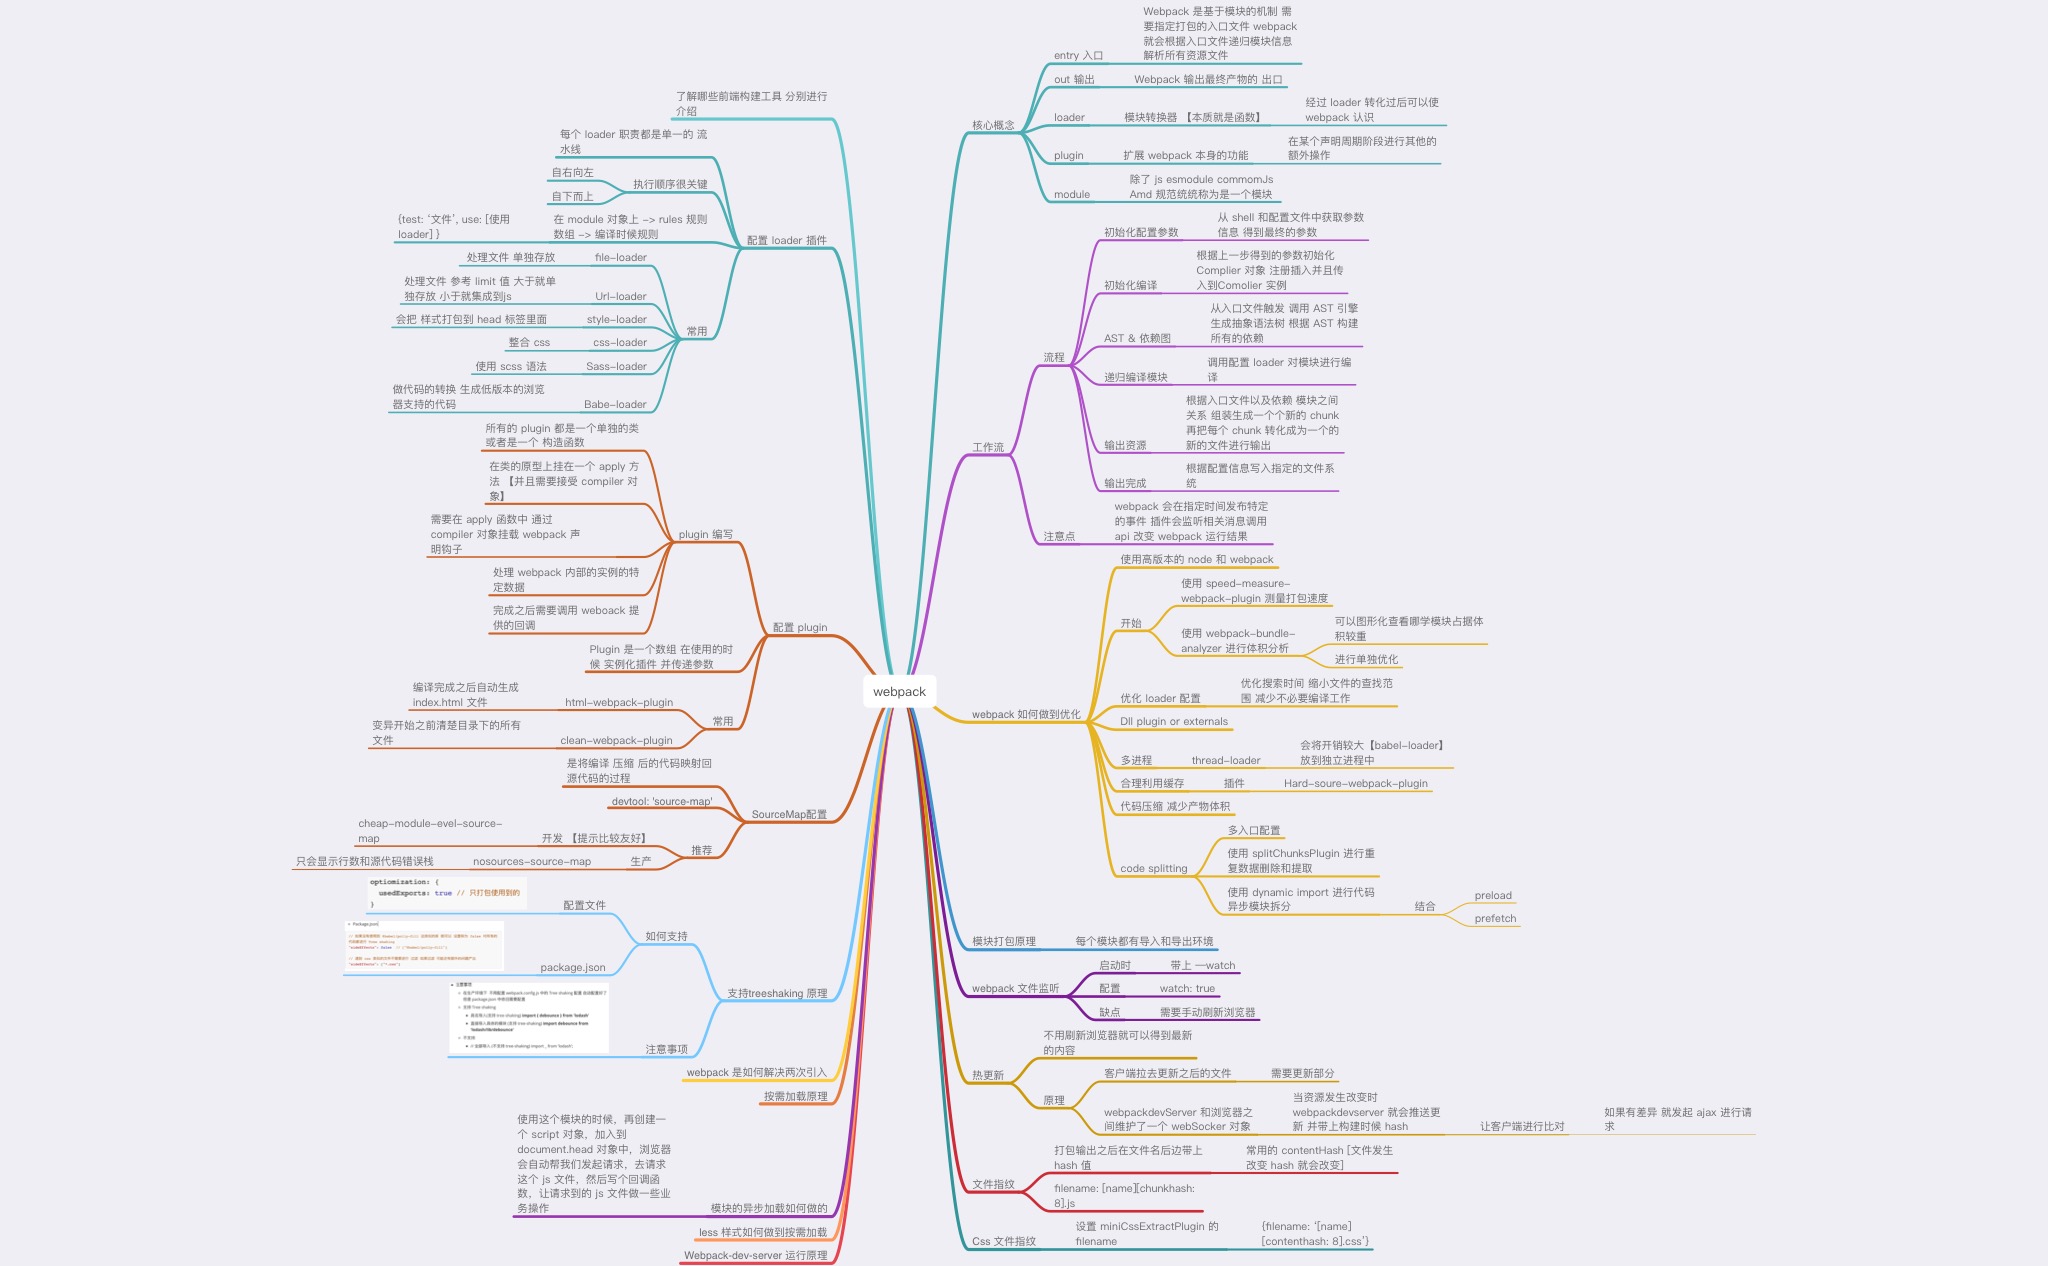 webpack
核心概念
entry 入口
Webpack 是基于模块的机制 需
要指定打包的入口文件 webpack
就会根据入口文件递归模块信息
解析所有资源文件
out 输出
Webpack 输出最终产物的 出口
loader
模块转换器 【本质就是函数】
经过 loader 转化过后可以使
webpack 认识
plugin
扩展 webpack 本身的功能
在某个声明周期阶段进行其他的
额外操作
module
除了 js esmodule commomJs
Amd 规范统统称为是一个模块
工作流
流程
初始化配置参数
从 shell 和配置文件中获取参数
信息 得到最终的参数
初始化编译
根据上一步得到的参数初始化
Complier 对象 注册插入并且传
入到Comolier 实例
AST & 依赖图
从入口文件触发 调用 AST 引擎
生成抽象语法树 根据 AST 构建
所有的依赖
递归编译模块
调用配置 loader 对模块进行编
译
输出资源
根据入口文件以及依赖 模块之间
关系 组装生成一个个新的 chunk
再把每个 chunk 转化成为一个的
新的文件进行输出
输出完成
根据配置信息写入指定的文件系
统
注意点
webpack 会在指定时间发布特定
的事件 插件会监听相关消息调用
api 改变 webpack 运行结果
webpack 如何做到优化
使用高版本的 node 和 webpack
开始
使用 speed-measure-
webpack-plugin 测量打包速度
使用 webpack-bundle-
analyzer 进行体积分析
可以图形化查看哪学模块占据体
积较重
进行单独优化
优化 loader 配置
优化搜索时间 缩小文件的查找范
围 减少不必要编译工作
Dll plugin or externals
多进程
thread-loader
会将开销较大【babel-loader】
放到独立进程中
合理利用缓存
插件
Hard-soure-webpack-plugin
代码压缩 减少产物体积
code splitting
多入口配置
使用 splitChunksPlugin 进行重
复数据删除和提取
使用 dynamic import 进行代码
异步模块拆分
结合
preload
prefetch
模块打包原理
每个模块都有导入和导出环境
webpack 文件监听
启动时
带上 —watch
配置
watch: true
缺点
需要手动刷新浏览器
热更新
不用刷新浏览器就可以得到最新
的内容
原理
客户端拉去更新之后的文件
需要更新部分
webpackdevServer 和浏览器之
间维护了一个 webSocker 对象
当资源发生改变时
webpackdevserver 就会推送更
新 并带上构建时候 hash
让客户端进行比对
如果有差异 就发起 ajax 进行请
求
文件指纹
打包输出之后在文件名后边带上
hash 值
常用的 contentHash [文件发生
改变 hash 就会改变]
filename: [name][chunkhash:
8].js
Css 文件指纹
设置 miniCssExtractPlugin 的
filename
{filename: ‘[name]
[contenthash: 8].css’}
了解哪些前端构建工具 分别进行
介绍
配置 loader 插件
每个 loader 职责都是单一的 流
水线
执行顺序很关键
自右向左
自下而上
在 module 对象上 -> rules 规则
数组 -> 编译时候规则
{test: ‘文件’, use: [使用
loader] }
常用
file-loader
处理文件 单独存放
Url-loader
处理文件 参考 limit 值 大于就单
独存放 小于就集成到js
style-loader
会把 样式打包到 head 标签里面
css-loader
整合 css
Sass-loader
使用 scss 语法
Babe-loader
做代码的转换 生成低版本的浏览
器支持的代码
配置 plugin
plugin 编写
所有的 plugin 都是一个单独的类
或者是一个 构造函数
在类的原型上挂在一个 apply 方
法 【并且需要接受 compiler 对
象】
需要在 apply 函数中 通过
compiler 对象挂载 webpack 声
明钩子
处理 webpack 内部的实例的特
定数据
完成之后需要调用 weboack 提
供的回调
Plugin 是一个数组 在使用的时
候 实例化插件 并传递参数
常用
html-webpack-plugin
编译完成之后自动生成
index.html 文件
clean-webpack-plugin
变异开始之前清楚目录下的所有
文件
SourceMap配置
是将编译 压缩 后的代码映射回
源代码的过程
devtool: 'source-map'
推荐
开发 【提示比较友好】
cheap-module-evel-source-
map
生产
nosources-source-map
只会显示行数和源代码错误栈
支持treeshaking 原理
如何支持
配置文件
optiomization: {
usedExports: true // 只打包使用到的
}
package.json
注意事项
webpack 是如何解决两次引入
按需加载原理
模块的异步加载如何做的
使用这个模块的时候，再创建一
个 script 对象，加入到
document.head 对象中，浏览器
会自动帮我们发起请求，去请求
这个 js 文件，然后写个回调函
数，让请求到的 js 文件做一些业
务操作
less 样式如何做到按需加载
Webpack-dev-server 运行原理